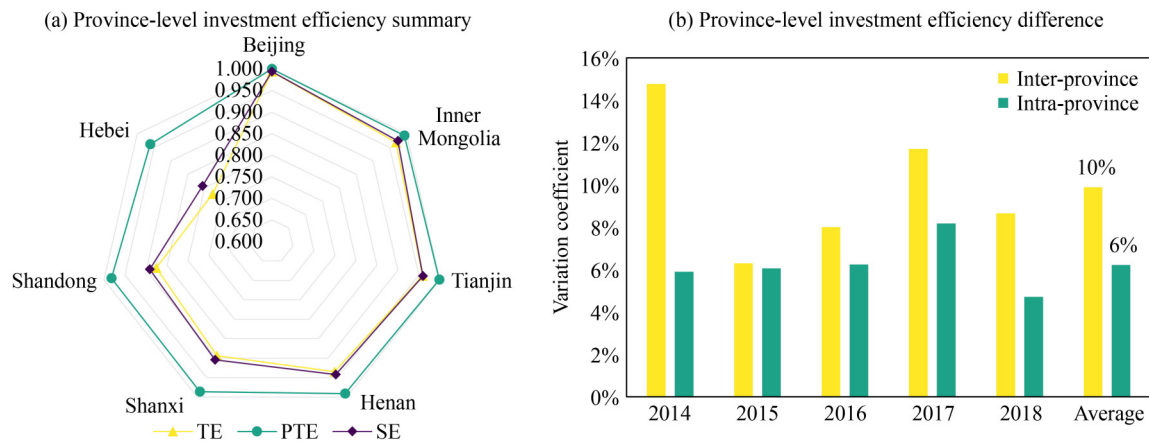 (a) Province-level investment efficiency summary
Beijing
1.000
0.950
0.900
0.850
0.800
0.750
0.700
0.650
0.600
Inner
Mongolia
Tianjin
Henan
Shanxi
Shandong
Hebei
TE PTE SE
(b) Province-level investment efficiency difference
Variation coefficient
16%
14%
12%
10%
8%
6%
4%
2%
0%
Inter-province
Intra-province
10%
6%
2014 2015 2016 2017 2018 Average